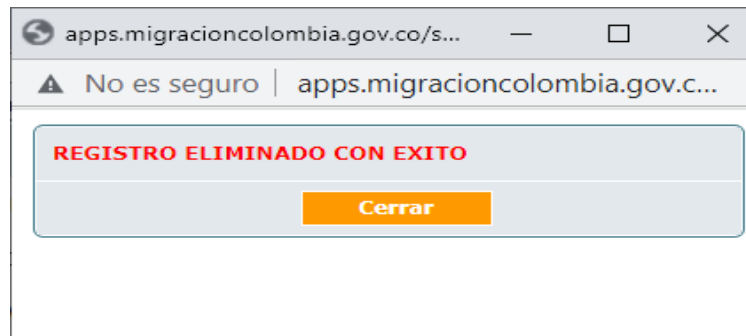 apps.migracioncolombia.gov.co/s...
No es seguro | apps.migracioncolombia.gov.c...
REGISTRO ELIMINADO CON EXITO
Cerrar